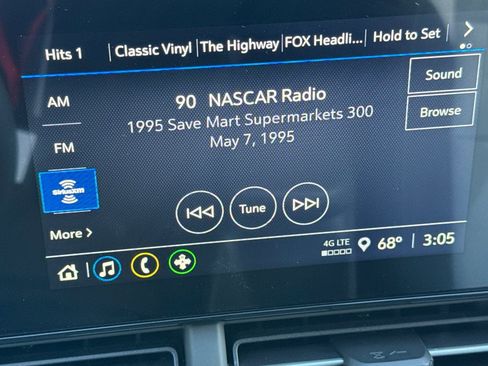 Hits 1 Classic Vinyl The Highway FOX Headli... Hold to Set
AM
90 NASCAR Radio
Sound
1995 Save Mart Supermarkets 300
Browse
May 7, 1995
FM
SiriusXM
Tune
More
4G LTE 68° 3:05